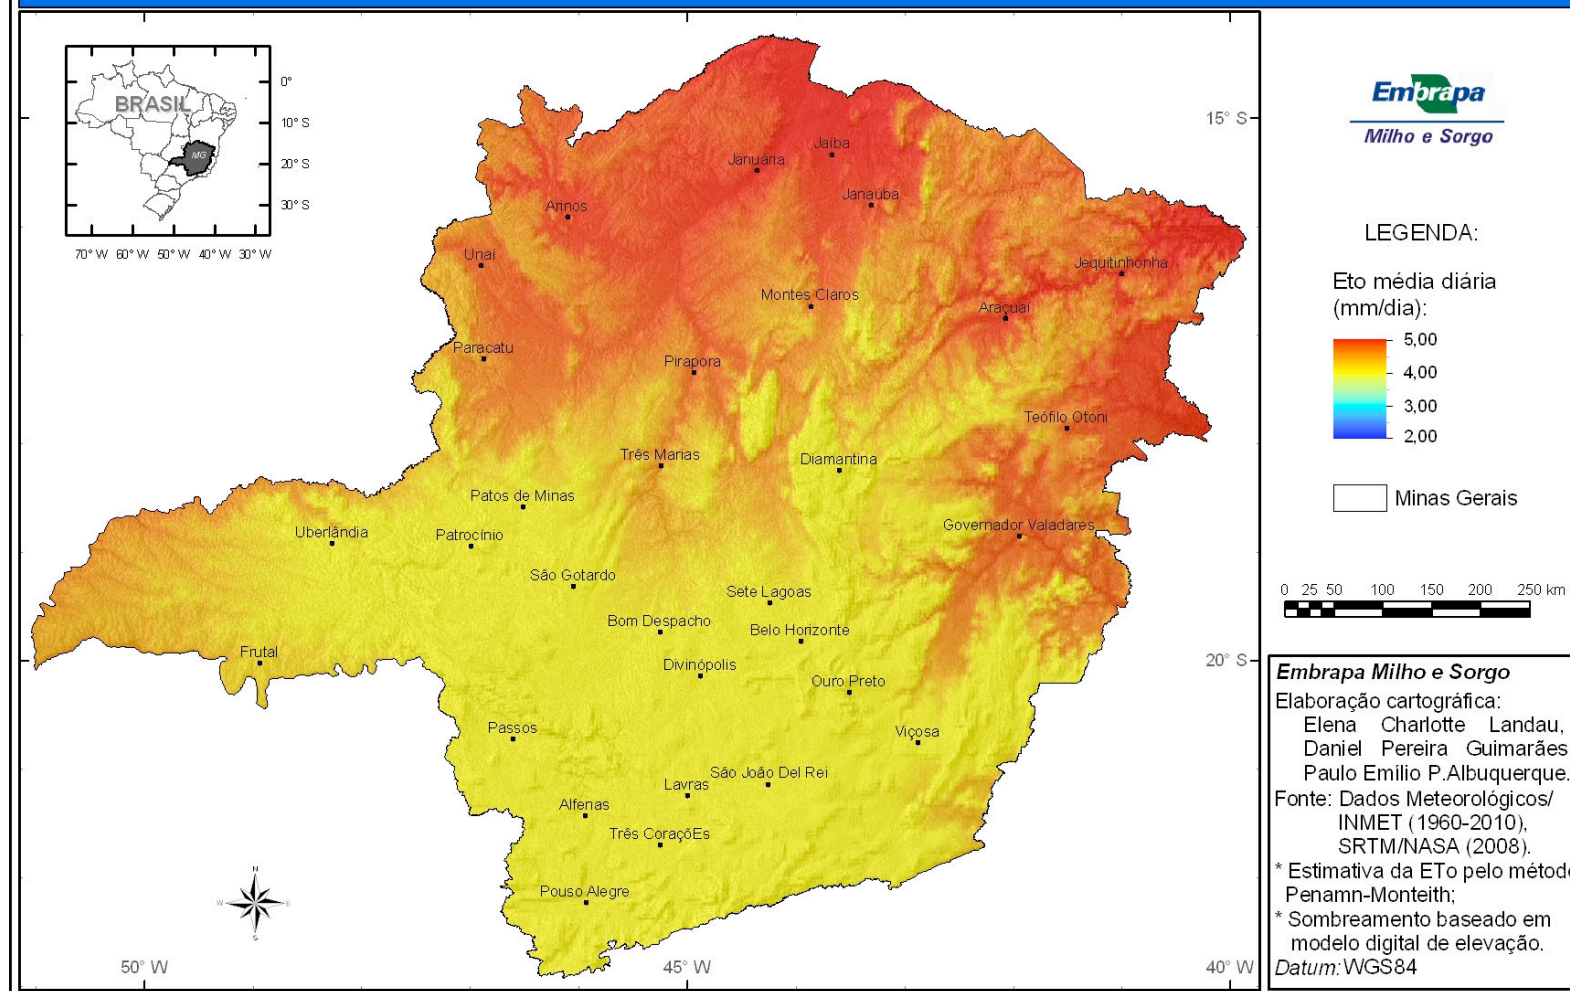 BRASIL
MG
0°
10° S
20° S
30° S
70° W 60° W 50° W 40° W 30° W
15° S
Jaíba
Januária
Janaúba
Arinos
Unaí
Jequitinhonha
Montes Claros
Araçuaí
Paracatu
Pirapora
Teófilo Otoni
Três Marias
Diamantina
Patos de Minas
Uberlândia
Patrocínio
Governador Valadares
São Gotardo
Sete Lagoas
Bom Despacho
Belo Horizonte
Frutal
Divinópolis
20° S
Ouro Preto
Passos
Viçosa
São João Del Rei
Lavras
Alfenas
Três CoraçõEs
Pouso Alegre
N
W E
S
50° W 45° W 40° W
Embrapa
Milho e Sorgo
LEGENDA:
Eto média diária
(mm/dia):
5,00
4,00
3,00
2,00
Minas Gerais
0 25 50 100 150 200 250 km
Embrapa Milho e Sorgo
Elaboração cartográfica:
Elena Charlotte Landau,
Daniel Pereira Guimarães
Paulo Emílio P.Albuquerque.
Fonte: Dados Meteorológicos/
INMET (1960-2010),
SRTM/NASA (2008).
* Estimativa da ETo pelo método
Penamn-Monteith;
* Sombreamento baseado em
modelo digital de elevação.
Datum:WGS84